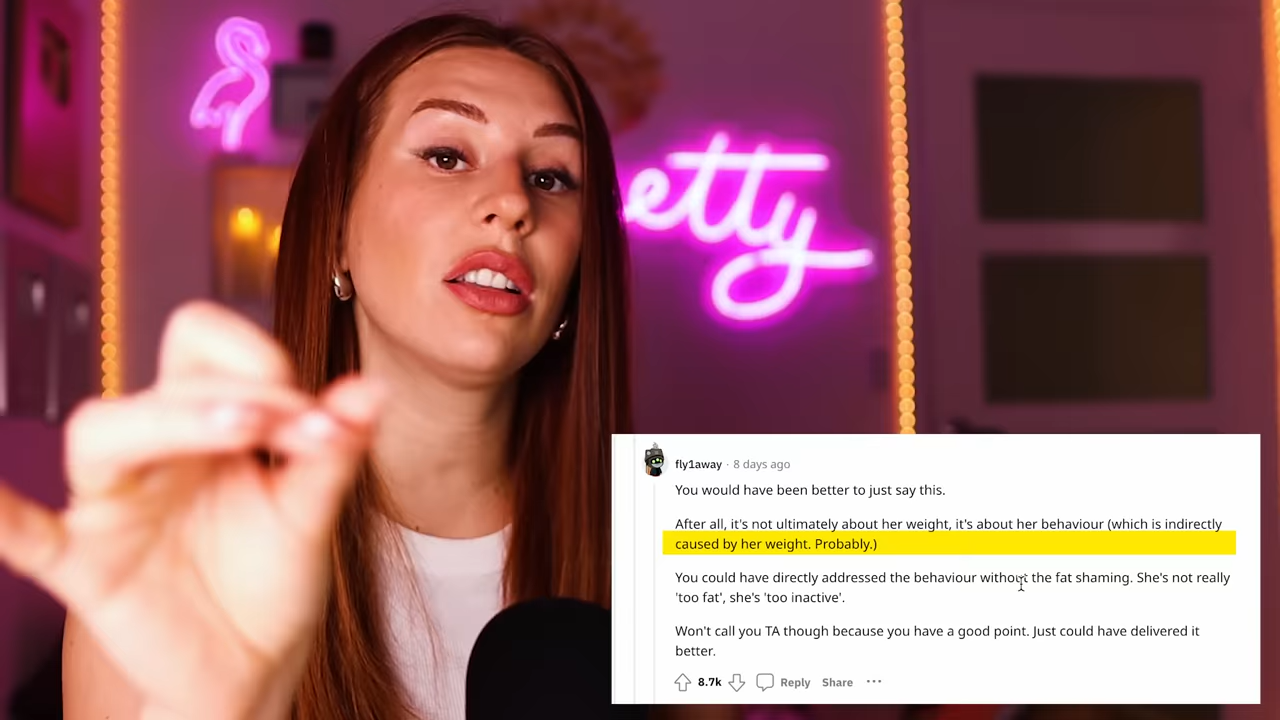 etty
fly1away · 8 days ago
You would have been better to just say this.
After all, it's not ultimately about her weight, it's about her behaviour (which is indirectly
caused by her weight. Probably.)
You could have directly addressed the behaviour without the fat shaming. She's not really
'too fat', she's 'too inactive'.
Won't call you TA though because you have a good point. Just could have delivered it
better.
8.7k Reply Share ···